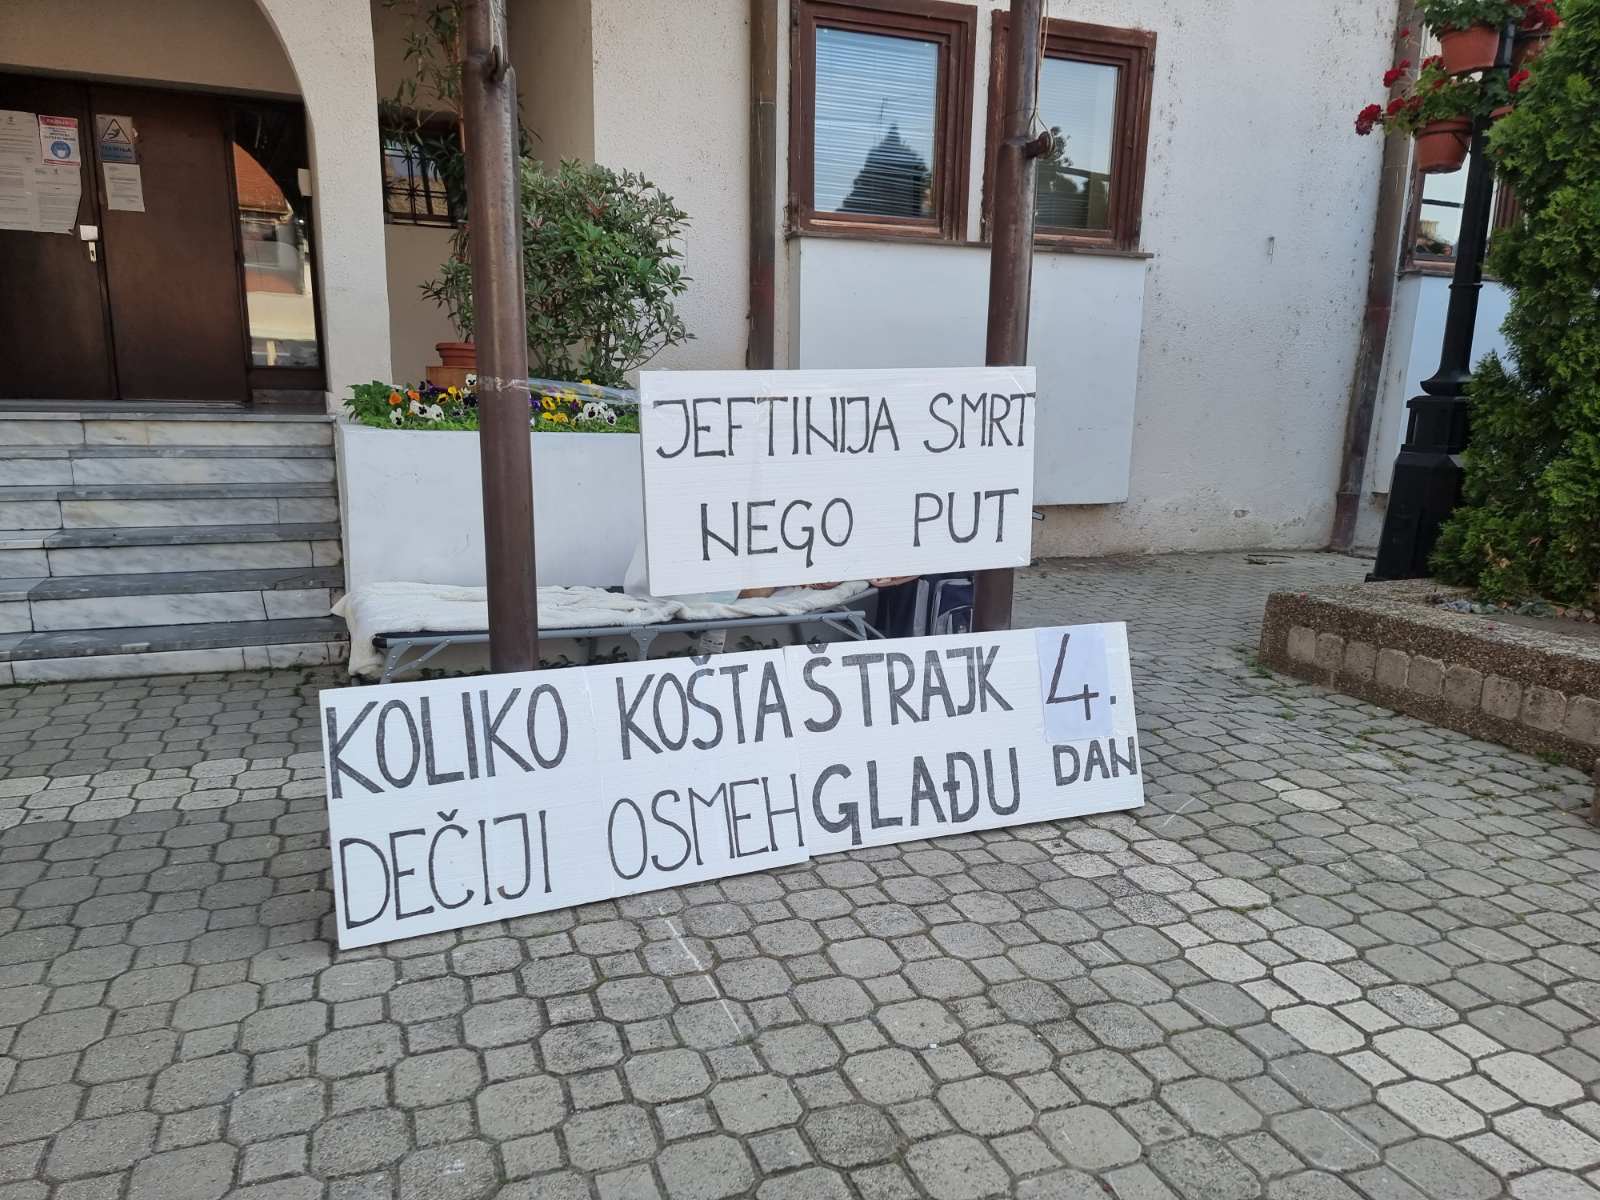 JEFTINIJA SMRT
NEGO PUT
KOLIKO KOŠTA
DEČIJI OSMEH
ŠTRAJK
GLAĐU
4.
DAN